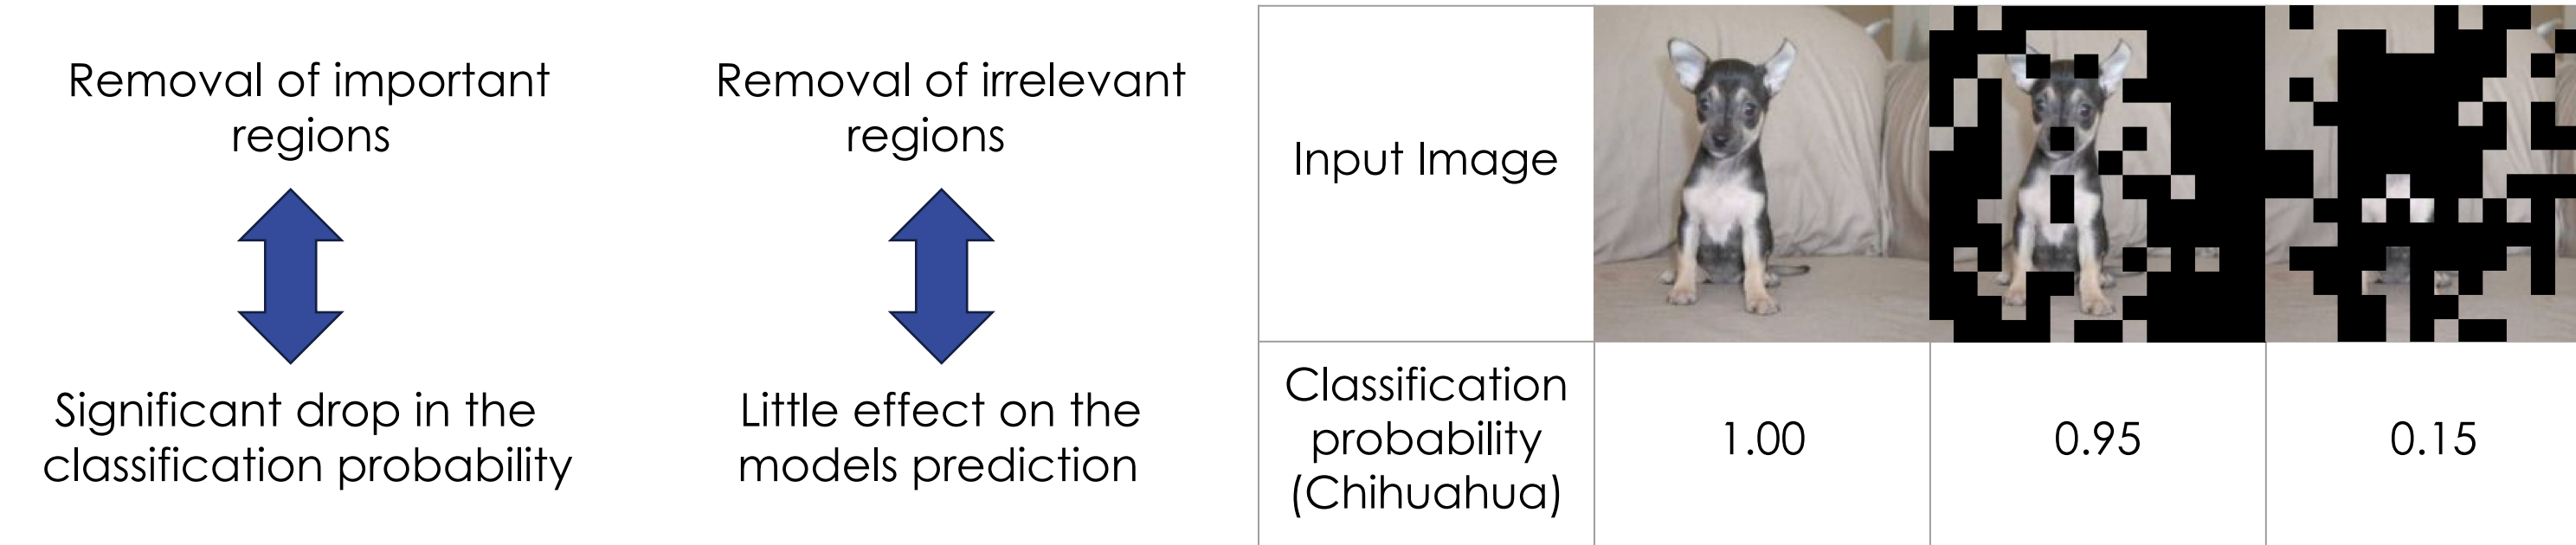 Removal of important
regions
Significant drop in the
classification probability
Removal of irrelevant
regions
Little effect on the
models prediction
Input Image
Classification
probability
(Chihuahua)
1.00
0.95
0.15